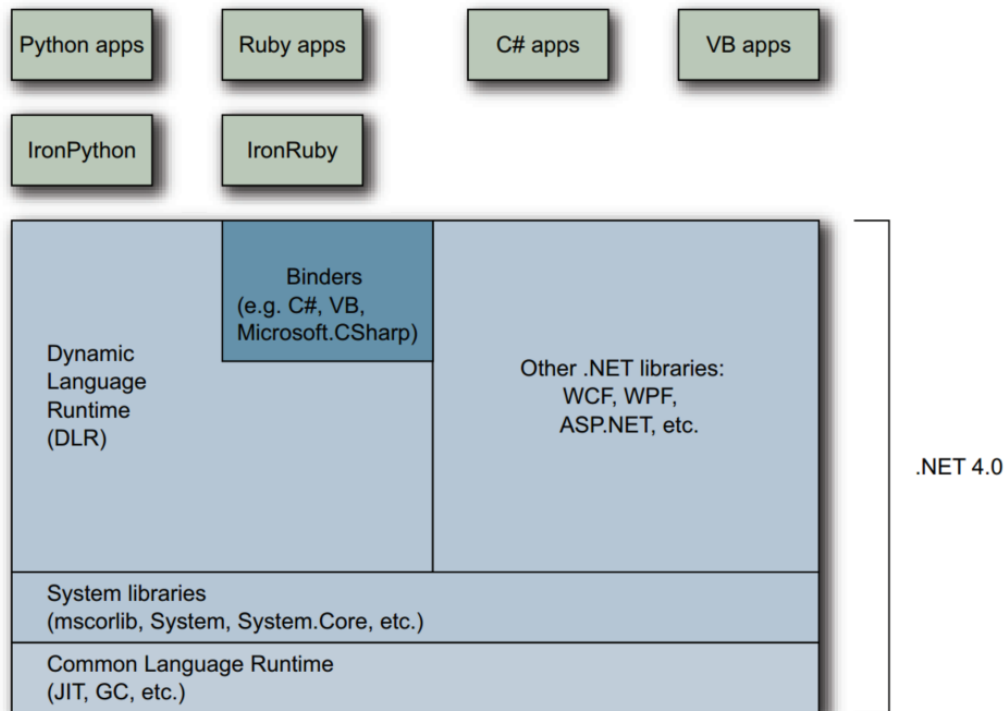 Python apps
Ruby apps
C# apps
VB apps
IronPython
IronRuby
Binders
(e.g. C#, VB,
Microsoft.CSharp)
Dynamic
Language
Runtime
(DLR)
Other .NET libraries:
WCF, WPF,
ASP.NET, etc.
.NET 4.0
System libraries
(mscorlib, System, System.Core, etc.)
Common Language Runtime
(JIT, GC, etc.)